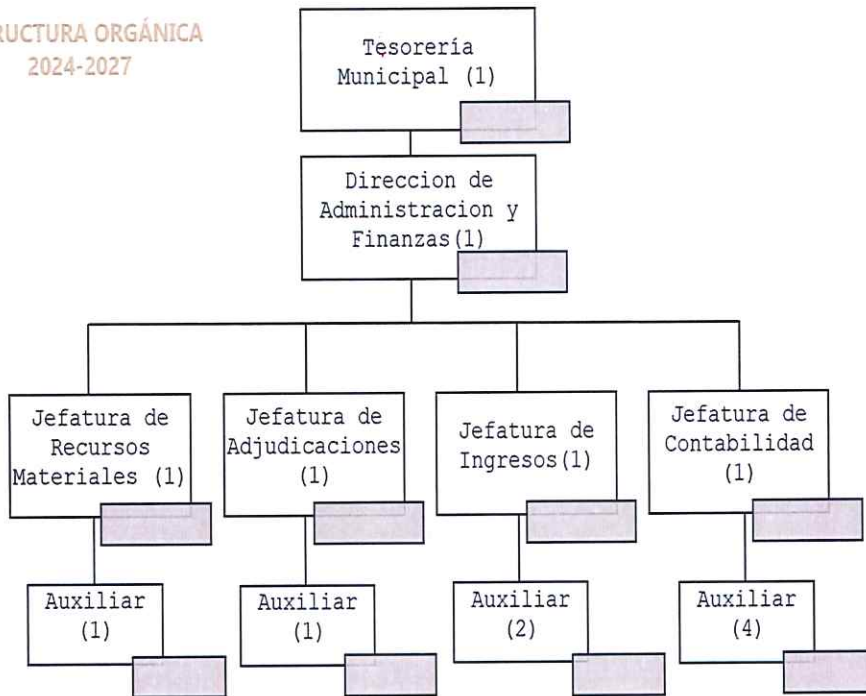 RUCTURA ORGÁNICA
2024-2027
Tesorería
Municipal (1)
Direccion de
Administracion y
Finanzas(1)
Jefatura de
Recursos
Materiales (1)
Jefatura de
Adjudicaciones
(1)
Jefatura de
Ingresos(1)
Jefatura de
Contabilidad
(1)
Auxiliar
(1)
Auxiliar
(1)
Auxiliar
(2)
Auxiliar
(4)